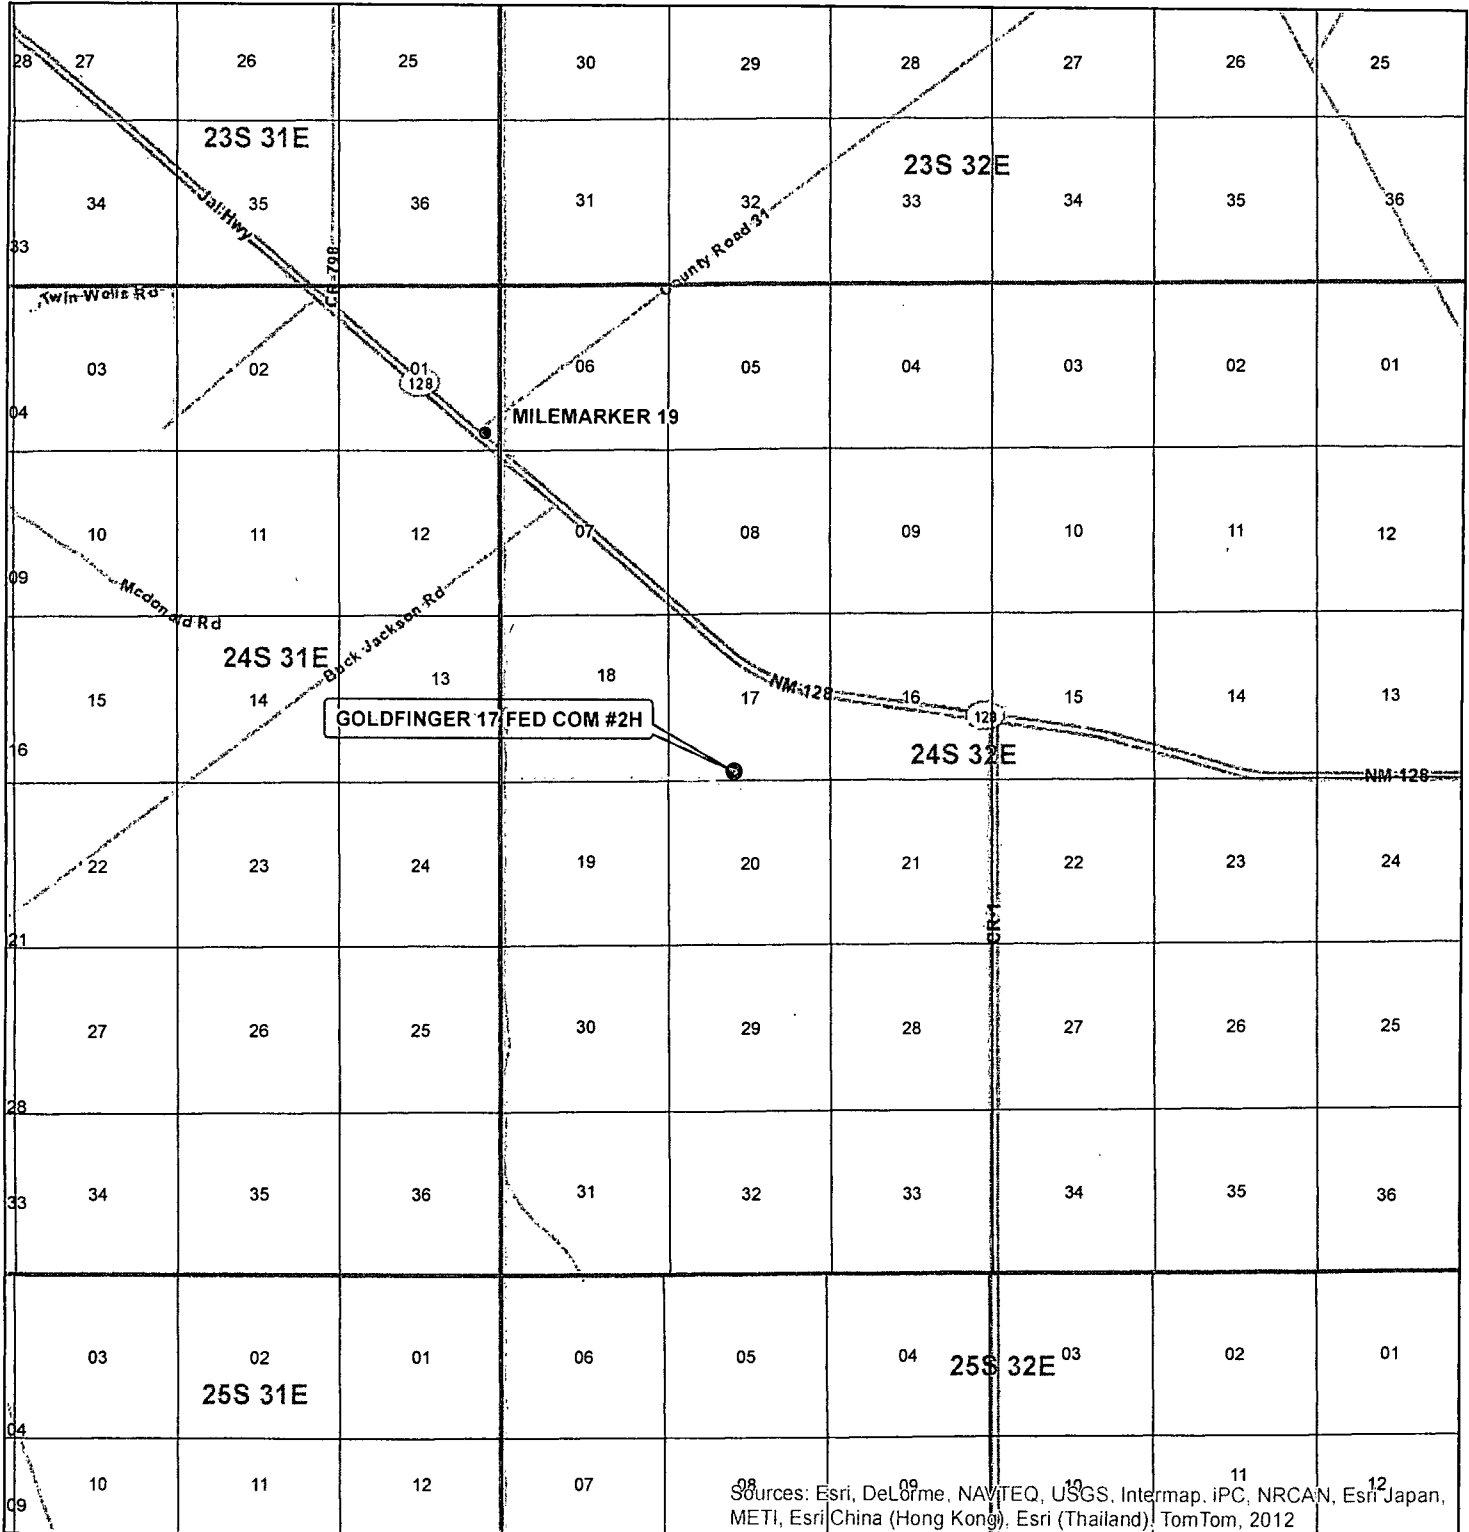 28 27 26 25 30 29 28 27 26 25
23S 31E
23S 32E
34 35 36 31 32 33 34 35 36
Jal Hwy
33
CR-798
County Road 31
Twin Wells Rd
03 02 01 06 05 04 03 02 01
128
04
MILEMARKER 19
10 11 12 07 08 09 10 11 12
09
Mcdonald Rd
Buck Jackson Rd
24S 31E
15 14 13 18 17 16 15 14 13
NM-128
GOLDFINGER 17 FED COM #2H
128
16
24S 32E
NM-128
22 23 24 19 20 21 22 23 24
CR-1
21
27 26 25 30 29 28 27 26 25
28
34 35 36 31 32 33 34 35 36
33
03 02 01 06 05 04 03 02 01
25S 31E
25S 32E
04
10 11 12 07 08 09 10 11 12
09
Sources: Esri, DeLorme, NAVTEQ, USGS, Intermap, iPC, NRCAN, Esri Japan,
METI, Esri China (Hong Kong), Esri (Thailand), TomTom, 2012